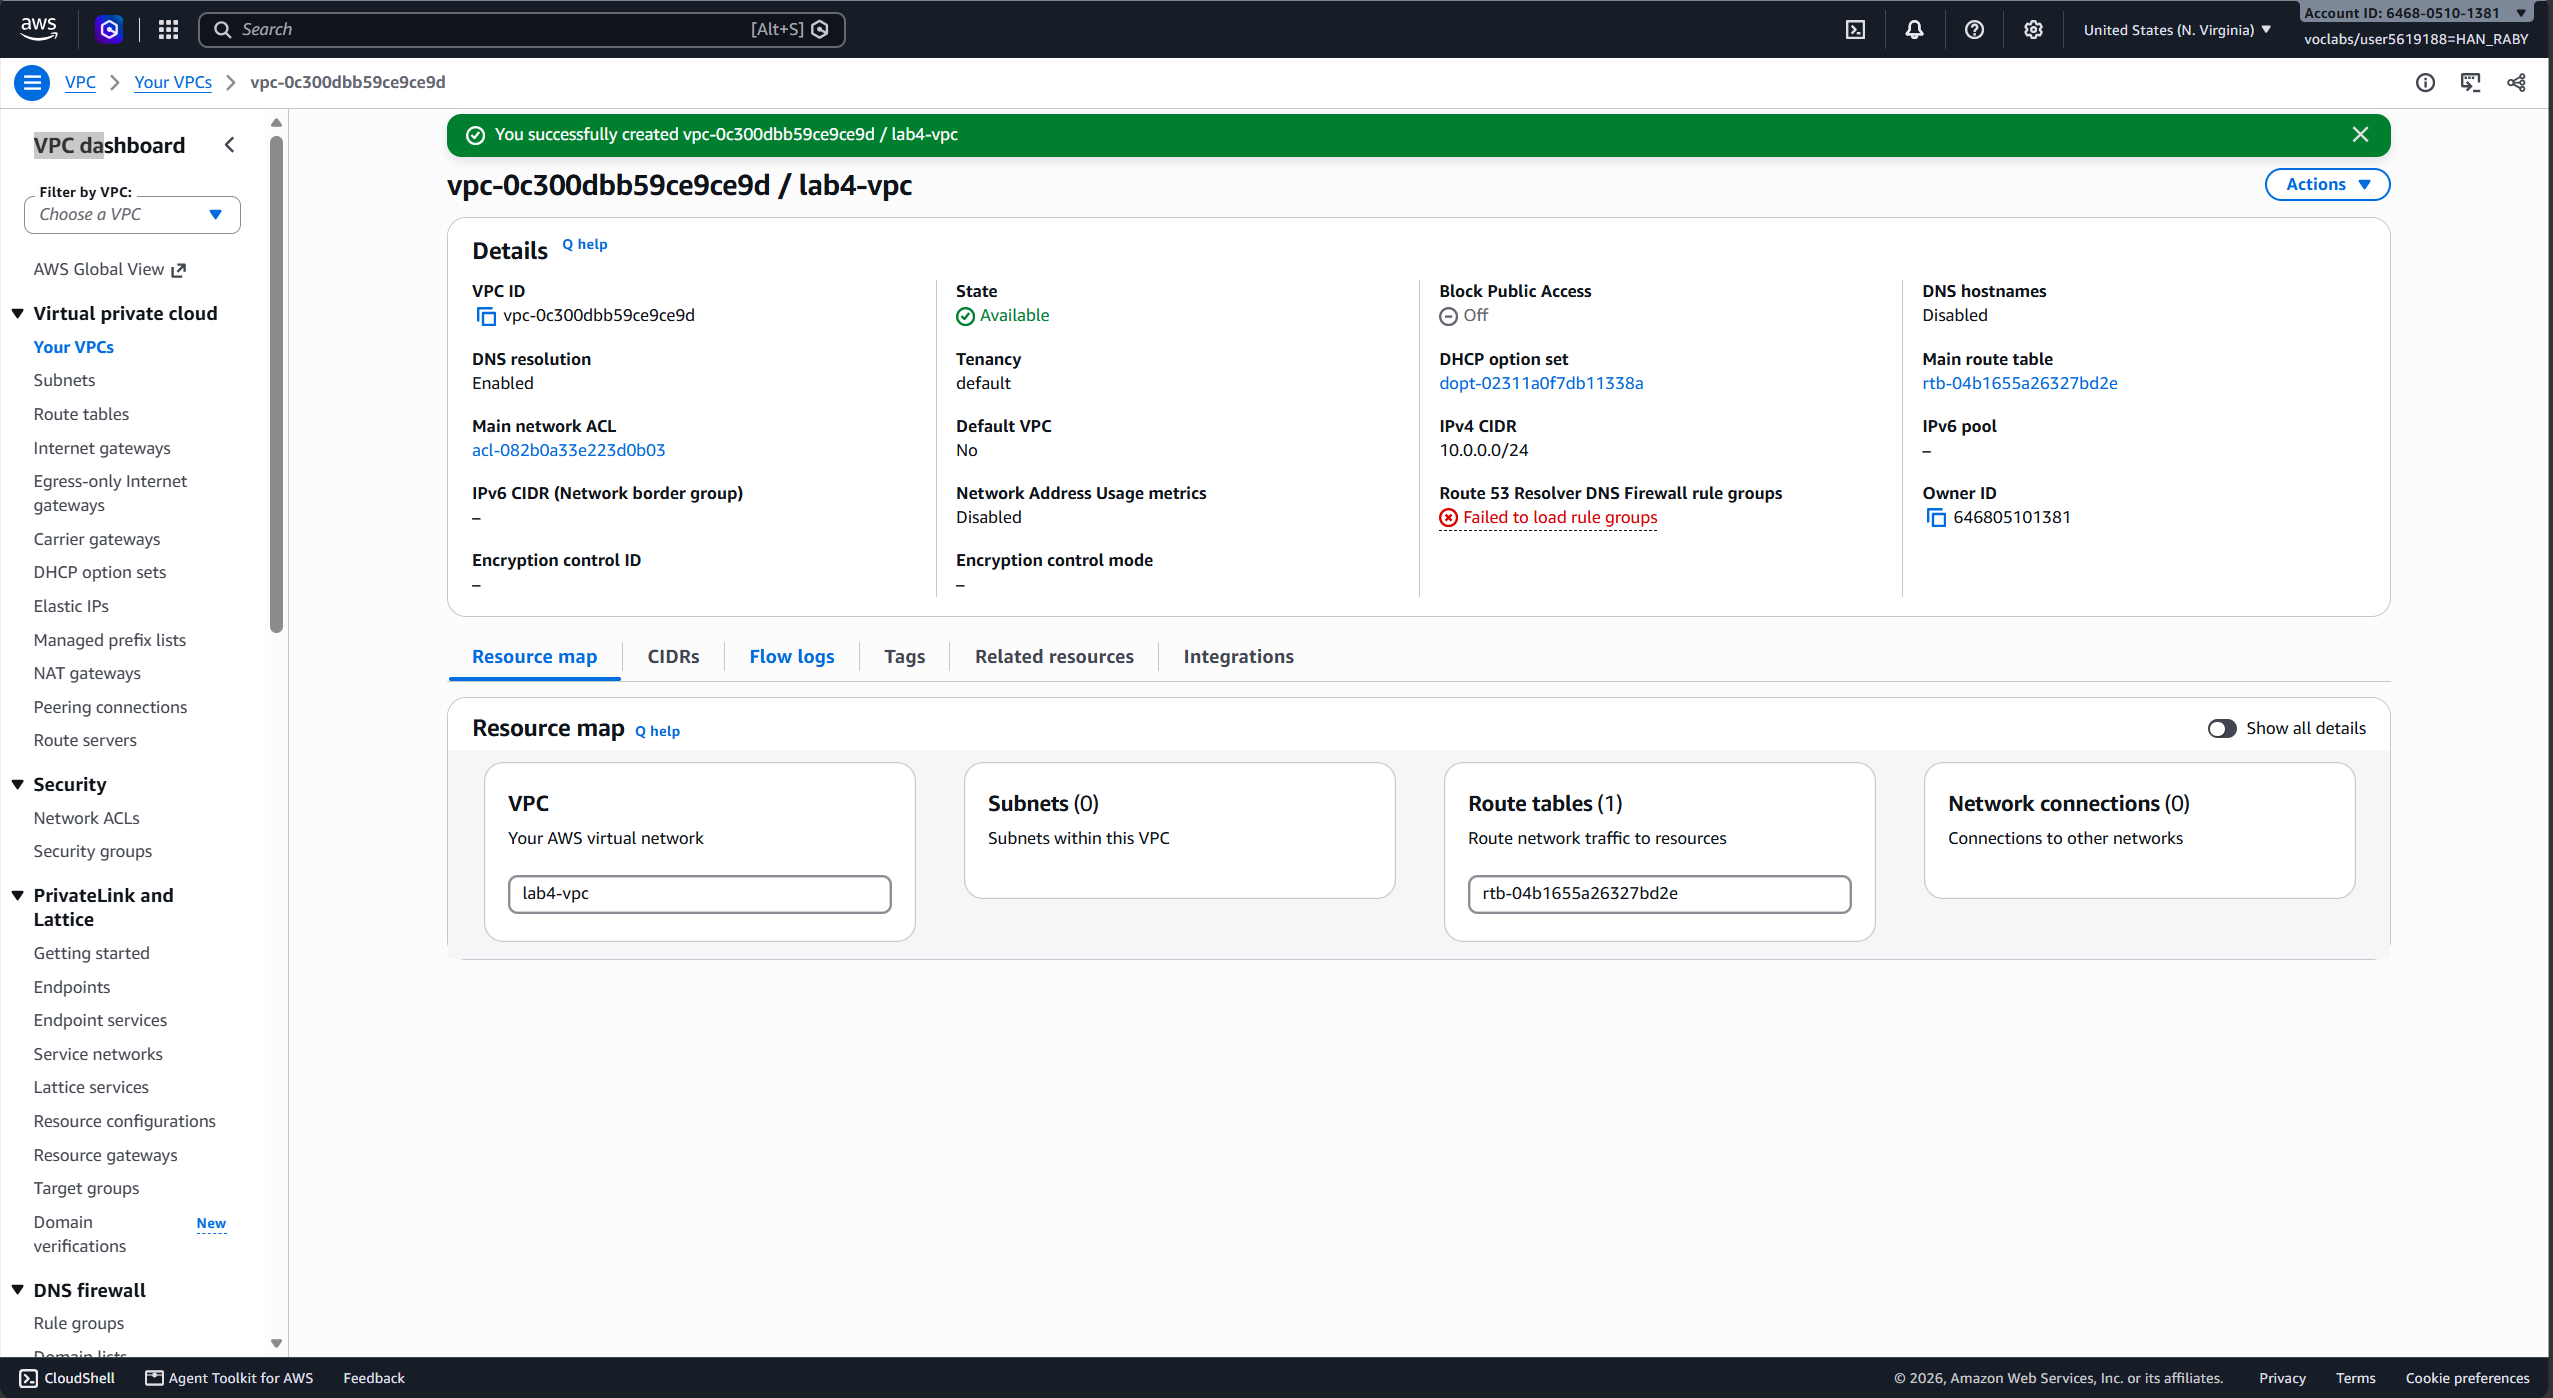 aws
Search [Alt+S]
United States (N. Virginia)
Account ID: 6468-0510-1381
voclabs/user5619188=HAN_RABY
VPC
Your VPCs
vpc-0c300dbb59ce9ce9d
VPC dashboard
Filter by VPC:
Choose a VPC
AWS Global View
Virtual private cloud
Your VPCs
Subnets
Route tables
Internet gateways
Egress-only Internet
gateways
Carrier gateways
DHCP option sets
Elastic IPs
Managed prefix lists
NAT gateways
Peering connections
Route servers
Security
Network ACLs
Security groups
PrivateLink and
Lattice
Getting started
Endpoints
Endpoint services
Service networks
Lattice services
Resource configurations
Resource gateways
Target groups
Domain
verifications
New
DNS firewall
Rule groups
Domain lists
You successfully created vpc-0c300dbb59ce9ce9d / lab4-vpc
vpc-0c300dbb59ce9ce9d / lab4-vpc
Actions
Details
Q help
VPC ID
vpc-0c300dbb59ce9ce9d
State
Available
Block Public Access
Off
DNS hostnames
Disabled
DNS resolution
Enabled
Tenancy
default
DHCP option set
dopt-02311a0f7db11338a
Main route table
rtb-04b1655a26327bd2e
Main network ACL
acl-082b0a33e223d0b03
Default VPC
No
IPv4 CIDR
10.0.0.0/24
IPv6 pool
–
IPv6 CIDR (Network border group)
–
Network Address Usage metrics
Disabled
Route 53 Resolver DNS Firewall rule groups
Failed to load rule groups
Owner ID
646805101381
Encryption control ID
–
Encryption control mode
–
Resource map
CIDRs
Flow logs
Tags
Related resources
Integrations
Resource map
Q help
Show all details
VPC
Your AWS virtual network
lab4-vpc
Subnets (0)
Subnets within this VPC
Route tables (1)
Route network traffic to resources
rtb-04b1655a26327bd2e
Network connections (0)
Connections to other networks
CloudShell
Agent Toolkit for AWS
Feedback
© 2026, Amazon Web Services, Inc. or its affiliates.
Privacy
Terms
Cookie preferences